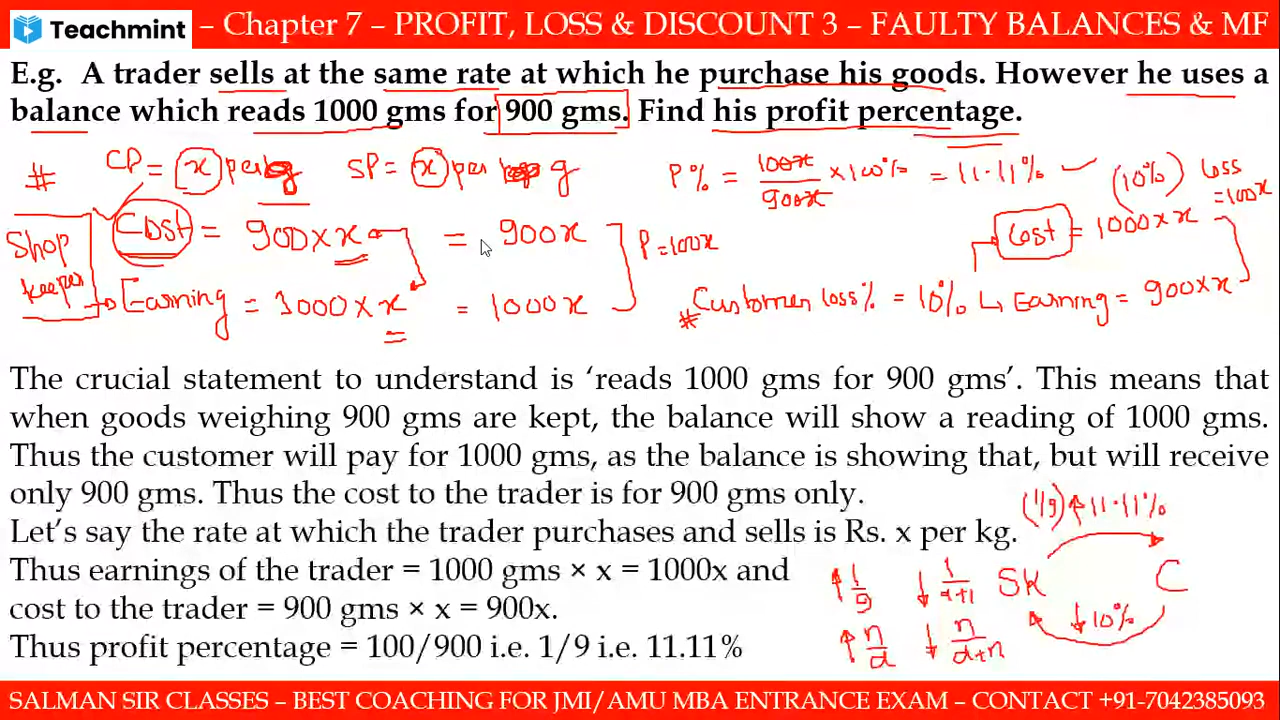 Teachmint – Chapter 7 – PROFIT, LOSS & DISCOUNT 3 – FAULTY BALANCES & MF
E.g. A trader sells at the same rate at which he purchase his goods. However he uses a
balance which reads 1000 gms for 900 gms. Find his profit percentage.
# CP = x per g SP = x per g P% = 100x/900x × 100% = 11.11% (10%) Loss = 100x
Shop keeper
Cost = 900 × x = 900x P = 100x Cost = 1000 × x
Earning = 1000 × x = 1000x # Customer loss% = 10% Earning = 900 × x
The crucial statement to understand is ‘reads 1000 gms for 900 gms’. This means that
when goods weighing 900 gms are kept, the balance will show a reading of 1000 gms.
Thus the customer will pay for 1000 gms, as the balance is showing that, but will receive
only 900 gms. Thus the cost to the trader is for 900 gms only.
(1/9) ↑ 11.11%
Let’s say the rate at which the trader purchases and sells is Rs. x per kg.
Thus earnings of the trader = 1000 gms × x = 1000x and
↑ 1/9 ↓ 1/d+1 SK C
cost to the trader = 900 gms × x = 900x.
↓ 10%
Thus profit percentage = 100/900 i.e. 1/9 i.e. 11.11%
↑ n/d ↓ n/d+n
SALMAN SIR CLASSES – BEST COACHING FOR JMI/AMU MBA ENTRANCE EXAM – CONTACT +91-7042385093